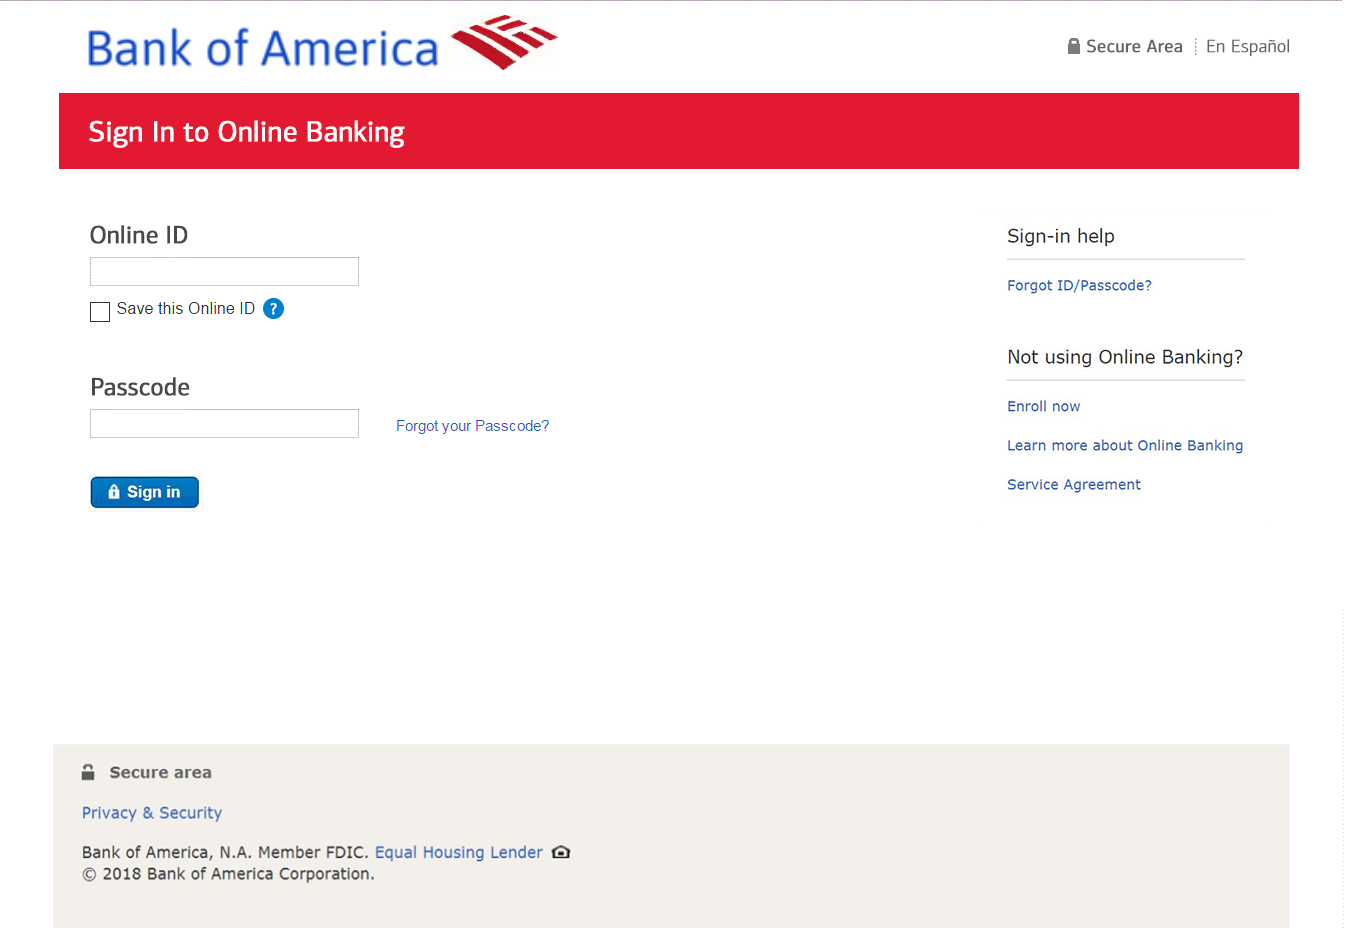 Bank of America
Secure Area
En Español
Sign In to Online Banking
Online ID
Save this Online ID ?
Passcode
Forgot your Passcode?
Sign in
Sign-in help
Forgot ID/Passcode?
Not using Online Banking?
Enroll now
Learn more about Online Banking
Service Agreement
Secure area
Privacy & Security
Bank of America, N.A. Member FDIC. Equal Housing Lender
© 2018 Bank of America Corporation.